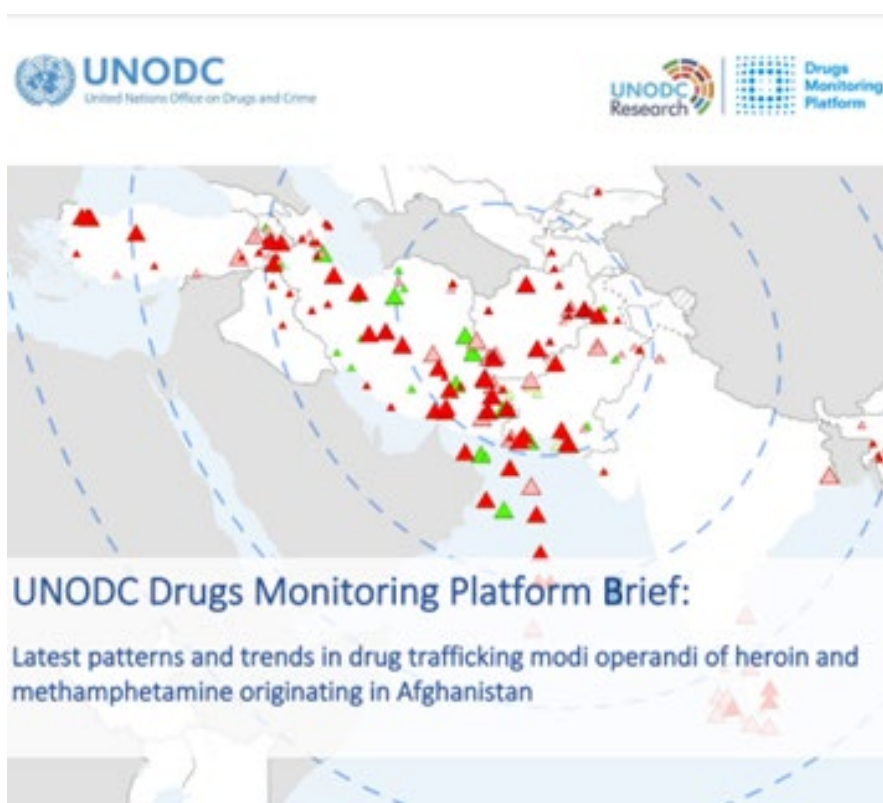 UNODC
United Nations Office on Drugs and Crime
UNODC
Research
Drugs
Monitoring
Platform
UNODC Drugs Monitoring Platform Brief:
Latest patterns and trends in drug trafficking modi operandi of heroin and
methamphetamine originating in Afghanistan